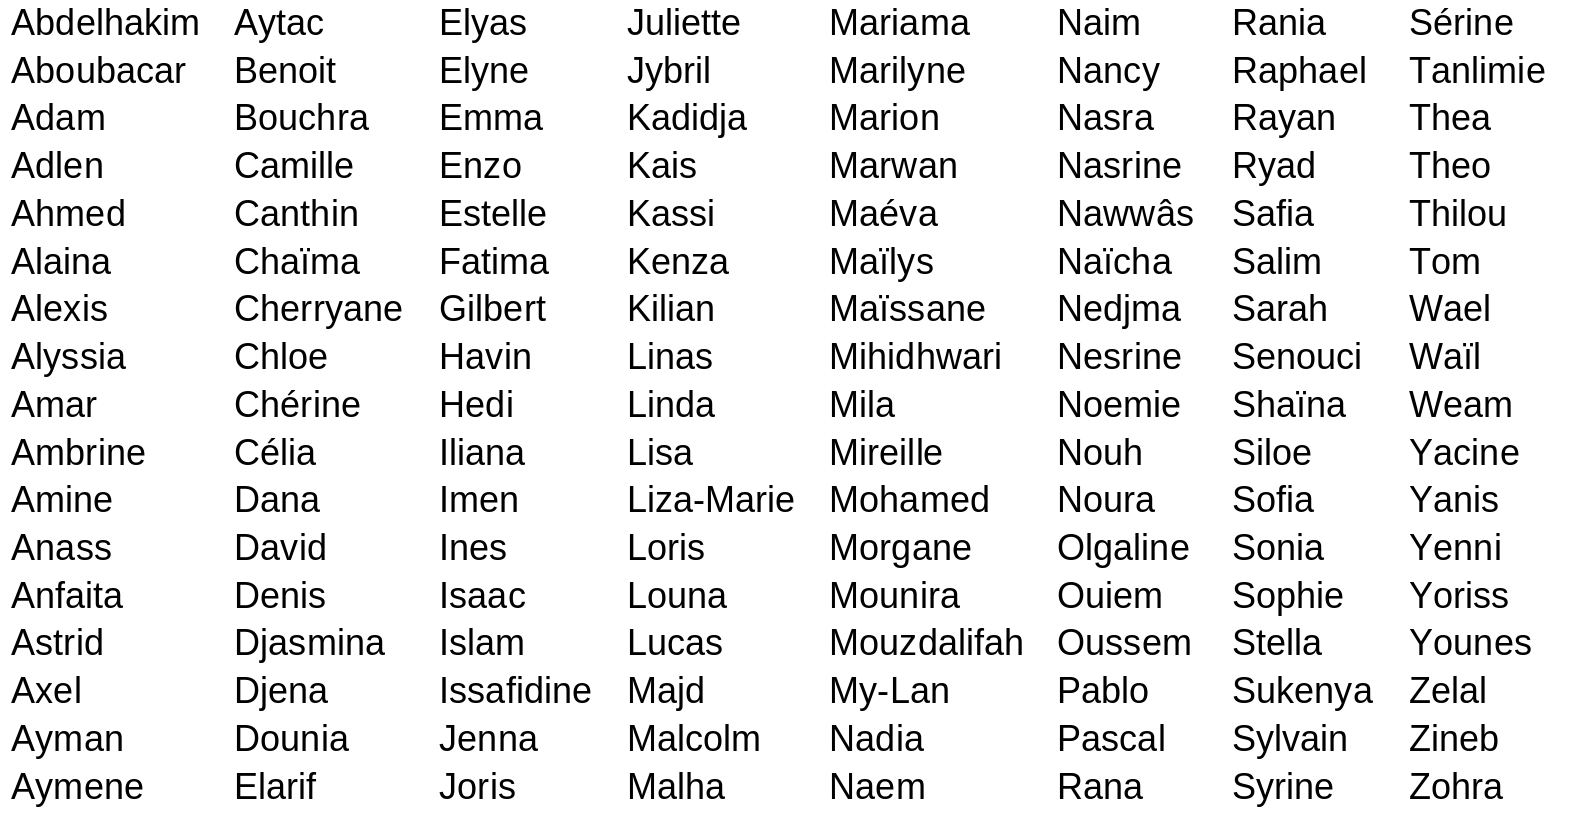 Abdelhakim Aytac Elyas Juliette Mariama Naim Rania Sérine
Aboubacar Benoit Elyne Jybril Marilyne Nancy Raphael Tanlimie
Adam Bouchra Emma Kadidja Marion Nasra Rayan Thea
Adlen Camille Enzo Kais Marwan Nasrine Ryad Theo
Ahmed Canthin Estelle Kassi Maéva Nawwâs Safia Thilou
Alaina Chaïma Fatima Kenza Maïlys Naïcha Salim Tom
Alexis Cherryane Gilbert Kilian Maïssane Nedjma Sarah Wael
Alyssia Chloe Havin Linas Mihidhwari Nesrine Senouci Waïl
Amar Chérine Hedi Linda Mila Noemie Shaïna Weam
Ambrine Célia Iliana Lisa Mireille Nouh Siloe Yacine
Amine Dana Imen Liza-Marie Mohamed Noura Sofia Yanis
Anass David Ines Loris Morgane Olgaline Sonia Yenni
Anfaita Denis Isaac Louna Mounira Ouiem Sophie Yoriss
Astrid Djasmina Islam Lucas Mouzdalifah Oussem Stella Younes
Axel Djena Issafidine Majd My-Lan Pablo Sukenya Zelal
Ayman Dounia Jenna Malcolm Nadia Pascal Sylvain Zineb
Aymene Elarif Joris Malha Naem Rana Syrine Zohra